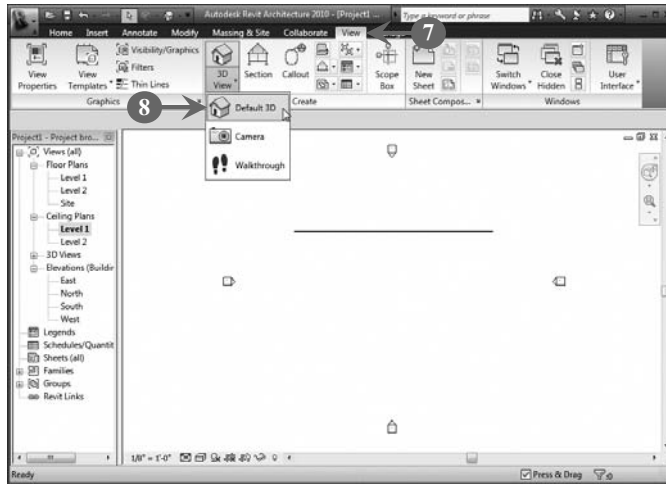 Autodesk Revit Architecture 2010 - [Project1 ...
Type a keyword or phrase
Home Insert Annotate Modify Massing & Site Collaborate View
7
View Properties
View Templates
Visibility/Graphics
Filters
Thin Lines
3D View
Section
Callout
Scope Box
New Sheet
Switch Windows
Close Hidden
User Interface
Graphics
Create
Sheet Compos...
Windows
8
Default 3D
Camera
Walkthrough
Project1 - Project bro...
Views (all)
Floor Plans
Level 1
Level 2
Site
Ceiling Plans
Level 1
Level 2
3D Views
Elevations (Buildir
East
North
South
West
Legends
Schedules/Quantit
Sheets (all)
Families
Groups
Revit Links
1/8" = 1'-0"
Ready
Press & Drag
:0